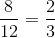 8/12 = 2/3